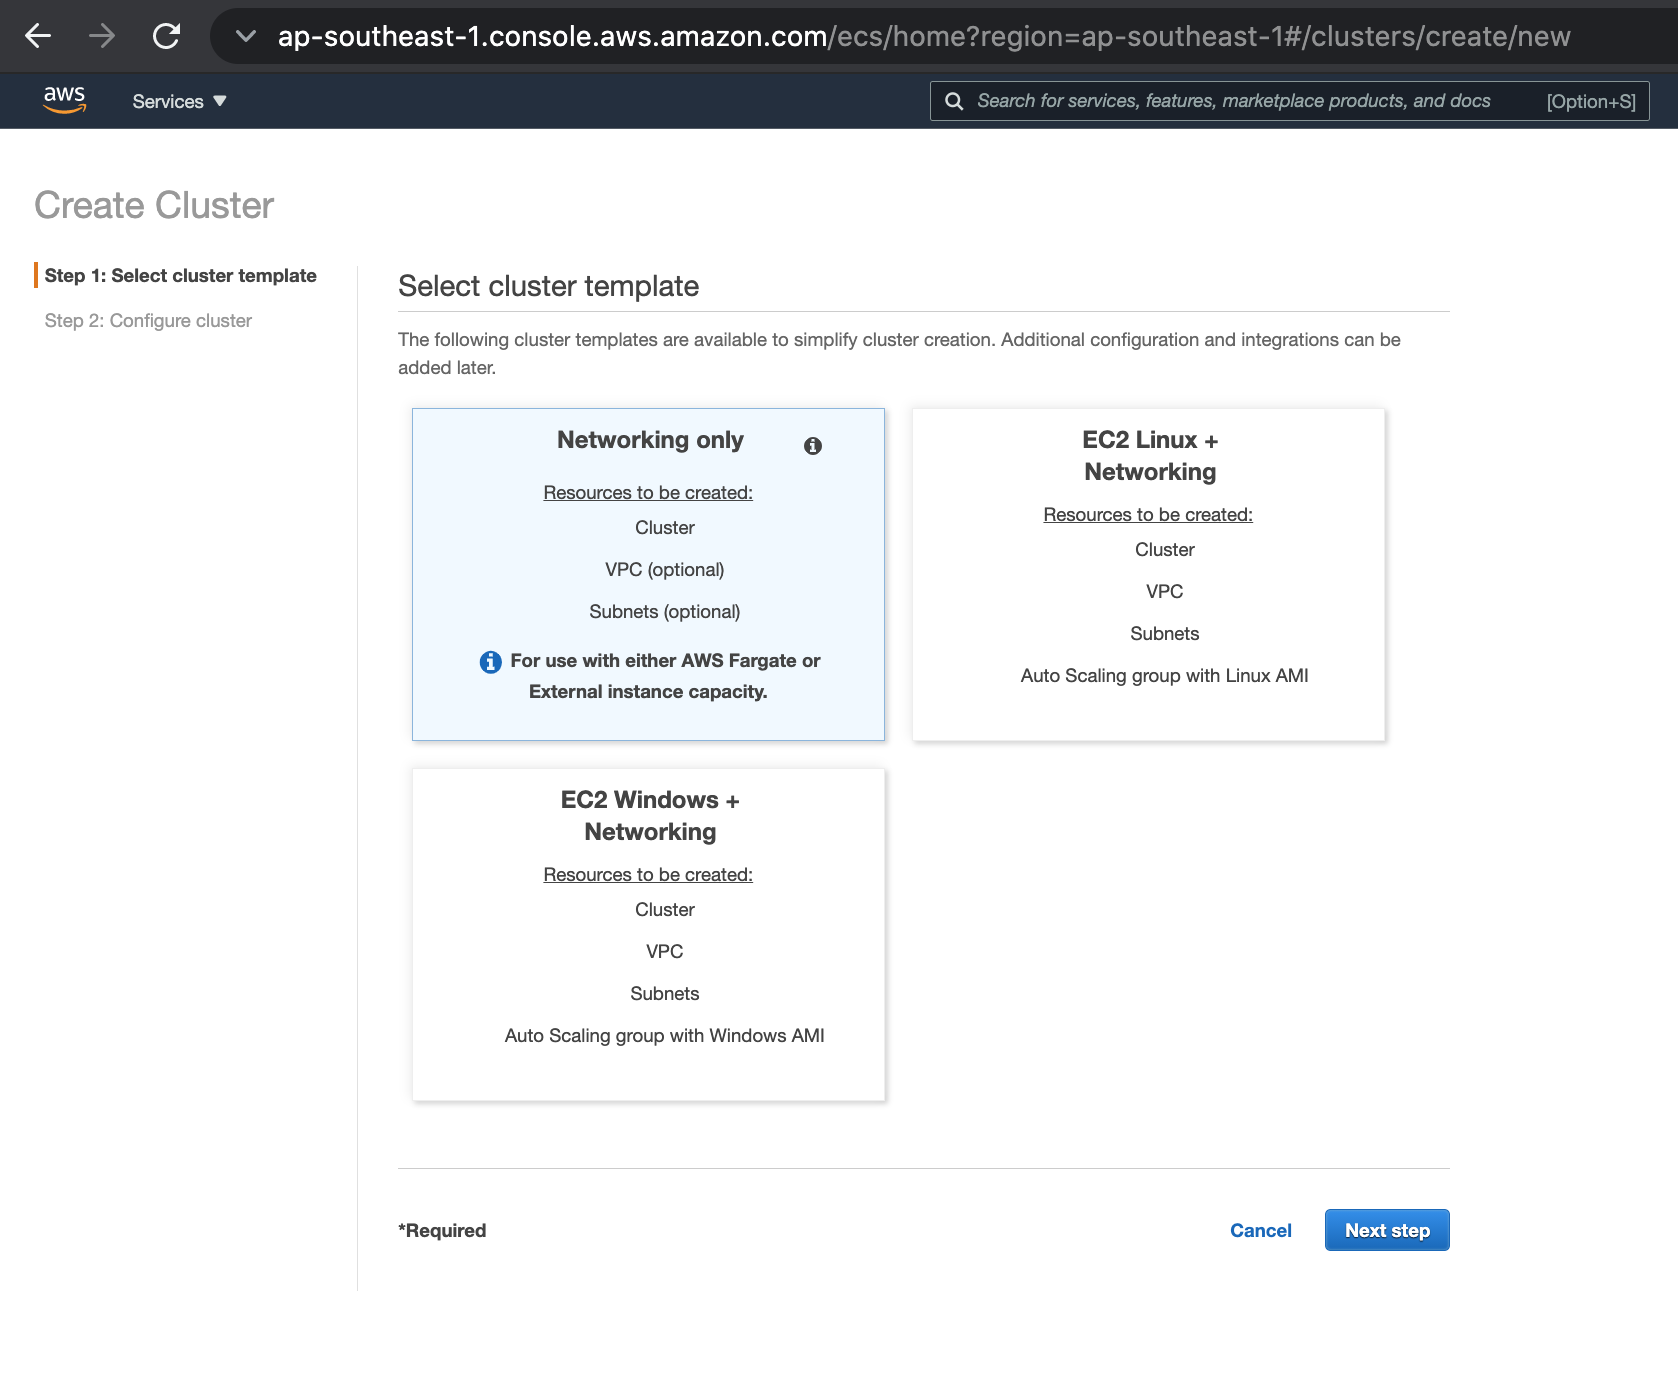 ap-southeast-1.console.aws.amazon.com/ecs/home?region=ap-southeast-1#/clusters/create/new
aws
Services ▼
Search for services, features, marketplace products, and docs [Option+S]
Create Cluster
Step 1: Select cluster template
Step 2: Configure cluster
Select cluster template
The following cluster templates are available to simplify cluster creation. Additional configuration and integrations can be
added later.
Networking only
Resources to be created:
Cluster
VPC (optional)
Subnets (optional)
For use with either AWS Fargate or
External instance capacity.
EC2 Linux +
Networking
Resources to be created:
Cluster
VPC
Subnets
Auto Scaling group with Linux AMI
EC2 Windows +
Networking
Resources to be created:
Cluster
VPC
Subnets
Auto Scaling group with Windows AMI
*Required
Cancel
Next step